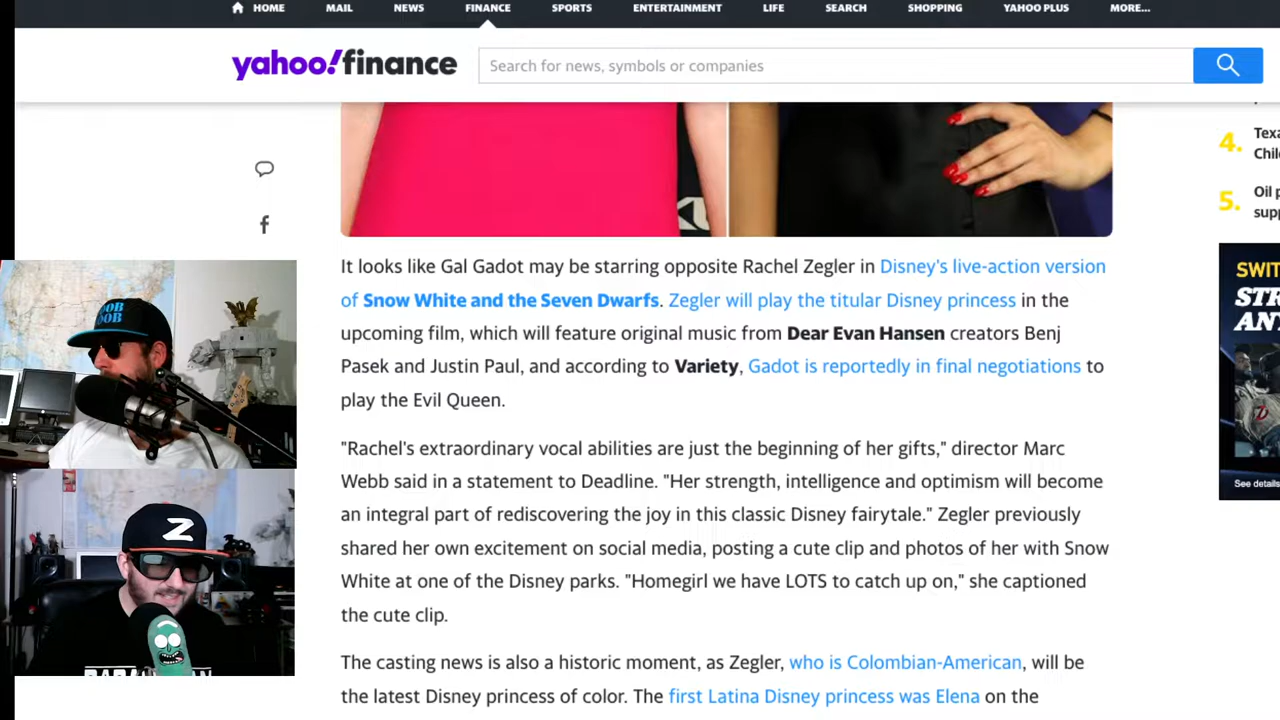 HOME MAIL NEWS FINANCE SPORTS ENTERTAINMENT LIFE SEARCH SHOPPING YAHOO PLUS MORE...
yahoo!finance
Search for news, symbols or companies
4. Texa
Chil
5. Oil p
supp
It looks like Gal Gadot may be starring opposite Rachel Zegler in Disney's live-action version
of Snow White and the Seven Dwarfs. Zegler will play the titular Disney princess in the
upcoming film, which will feature original music from Dear Evan Hansen creators Benj
Pasek and Justin Paul, and according to Variety, Gadot is reportedly in final negotiations to
play the Evil Queen.
"Rachel's extraordinary vocal abilities are just the beginning of her gifts," director Marc
Webb said in a statement to Deadline. "Her strength, intelligence and optimism will become
an integral part of rediscovering the joy in this classic Disney fairytale." Zegler previously
shared her own excitement on social media, posting a cute clip and photos of her with Snow
White at one of the Disney parks. "Homegirl we have LOTS to catch up on," she captioned
the cute clip.
The casting news is also a historic moment, as Zegler, who is Colombian-American, will be
the latest Disney princess of color. The first Latina Disney princess was Elena on the
SWIT
STR
ANY
See details
Z